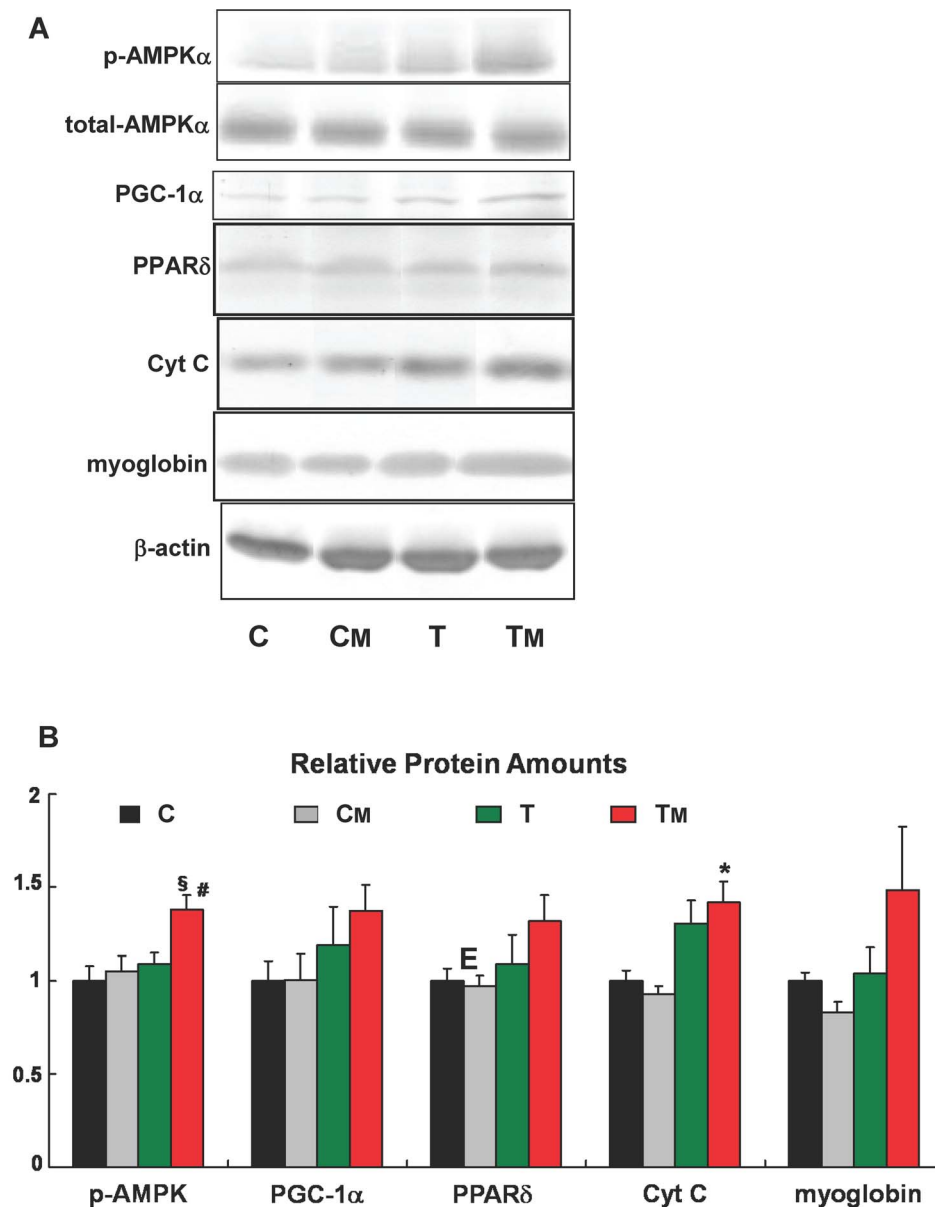 A
p-AMPKα
total-AMPKα
PGC-1α
PPARδ
Cyt C
myoglobin
β-actin
C CM T TM
B
Relative Protein Amounts
2
C CM T TM
1.5
§ #
*
E
1
0.5
0
p-AMPK PGC-1α PPARδ Cyt C myoglobin